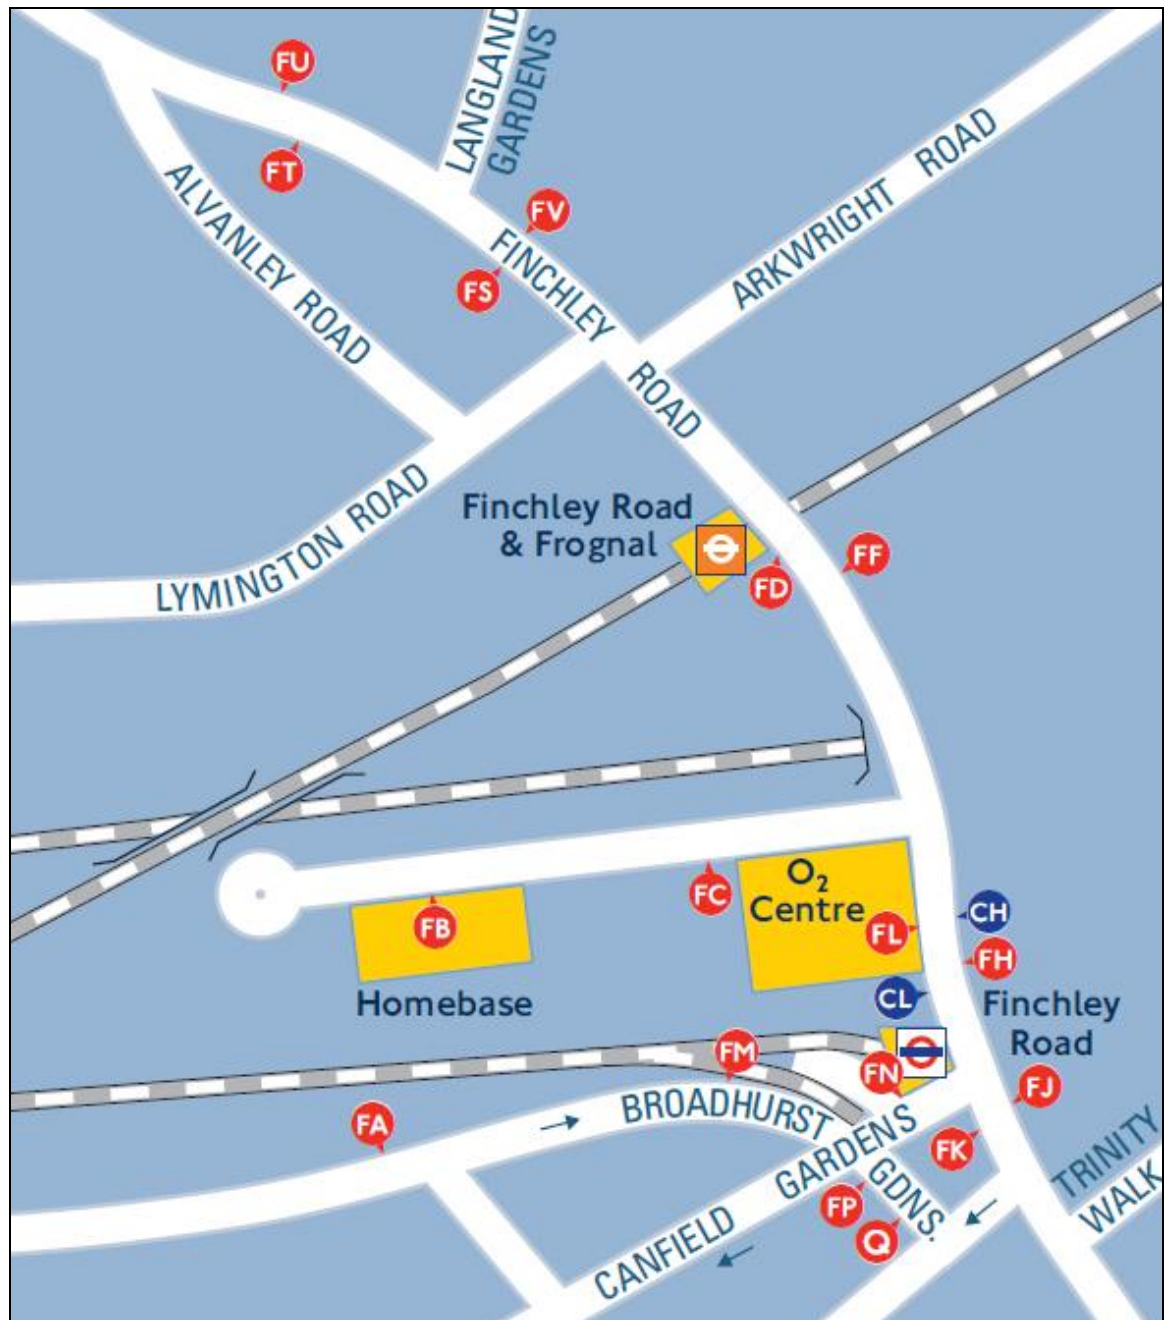 FU
LANGLAND
GARDENS
FT
FV
ALVANLEY ROAD
FS
FINCHLEY
ROAD
ARKWRIGHT ROAD
LYMINGTON ROAD
Finchley Road
& Frognal
FD
FF
O₂
Centre
FC
FB
FL
CH
FH
CL
Homebase
Finchley
Road
FM
FN
FJ
FA
BROADHURST
GDNS.
FK
TRINITY
WALK
CANFIELD
GARDENS
FP
Q